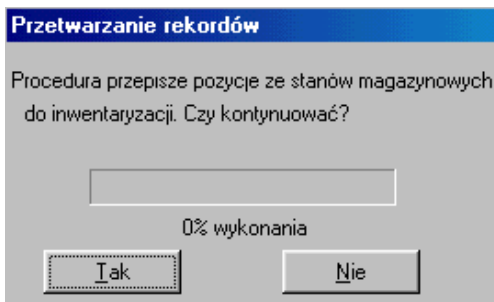 Przetwarzanie rekordów
Procedura przepisze pozycje ze stanów magazynowych
do inwentaryzacji. Czy kontynuować?
0% wykonania
Tak Nie